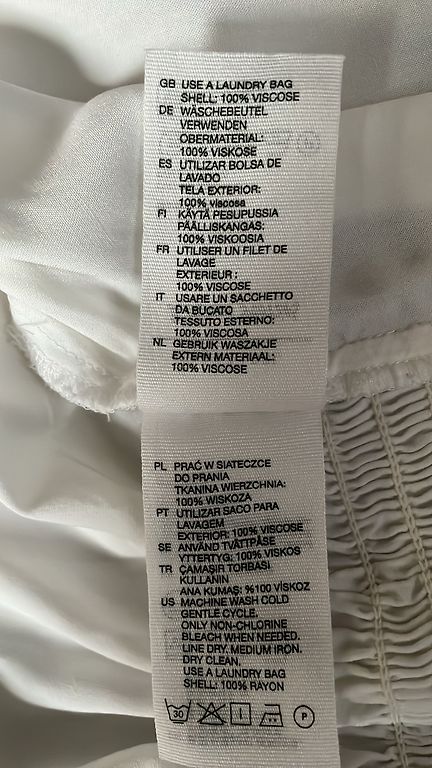 GB USE A LAUNDRY BAG
SHELL: 100% VISCOSE
DE WÄSCHEBEUTEL
VERWENDEN
OBERMATERIAL:
100% VISKOSE
ES UTILIZAR BOLSA DE
LAVADO
TELA EXTERIOR:
100% viscosa
FI KÄYTÄ PESUPUSSIA
PÄÄLLISKANGAS:
100% VISKOOSIA
FR UTILISER UN FILET DE
LAVAGE
EXTERIEUR :
100% VISCOSE
IT USARE UN SACCHETTO
DA BUCATO
TESSUTO ESTERNO:
100% VISCOSA
NL GEBRUIK WASZAKJE
EXTERN MATERIAAL:
100% VISCOSE
PL PRAĆ W SIATECZCE
DO PRANIA
TKANINA WIERZCHNIA:
100% WISKOZA
PT UTILIZAR SACO PARA
LAVAGEM
EXTERIOR: 100% VISCOSE
SE ANVÄND TVÄTTPÅSE
YTTERTYG: 100% VISKOS
TR ÇAMAŞIR TORBASI
KULLANIN
ANA KUMAŞ: %100 VİSKOZ
US MACHINE WASH COLD
GENTLE CYCLE.
ONLY NON-CHLORINE
BLEACH WHEN NEEDED.
LINE DRY. MEDIUM IRON.
DRY CLEAN.
USE A LAUNDRY BAG
SHELL: 100% RAYON
30 P